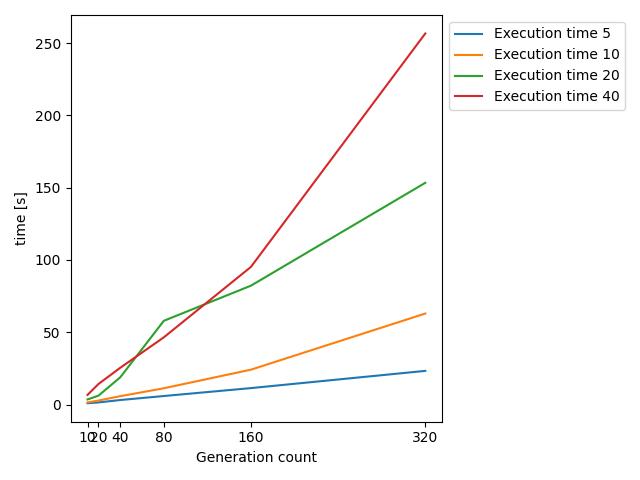 250
200
150
100
50
0
time [s]
10 20 40 80 160 320
Generation count
Execution time 5
Execution time 10
Execution time 20
Execution time 40